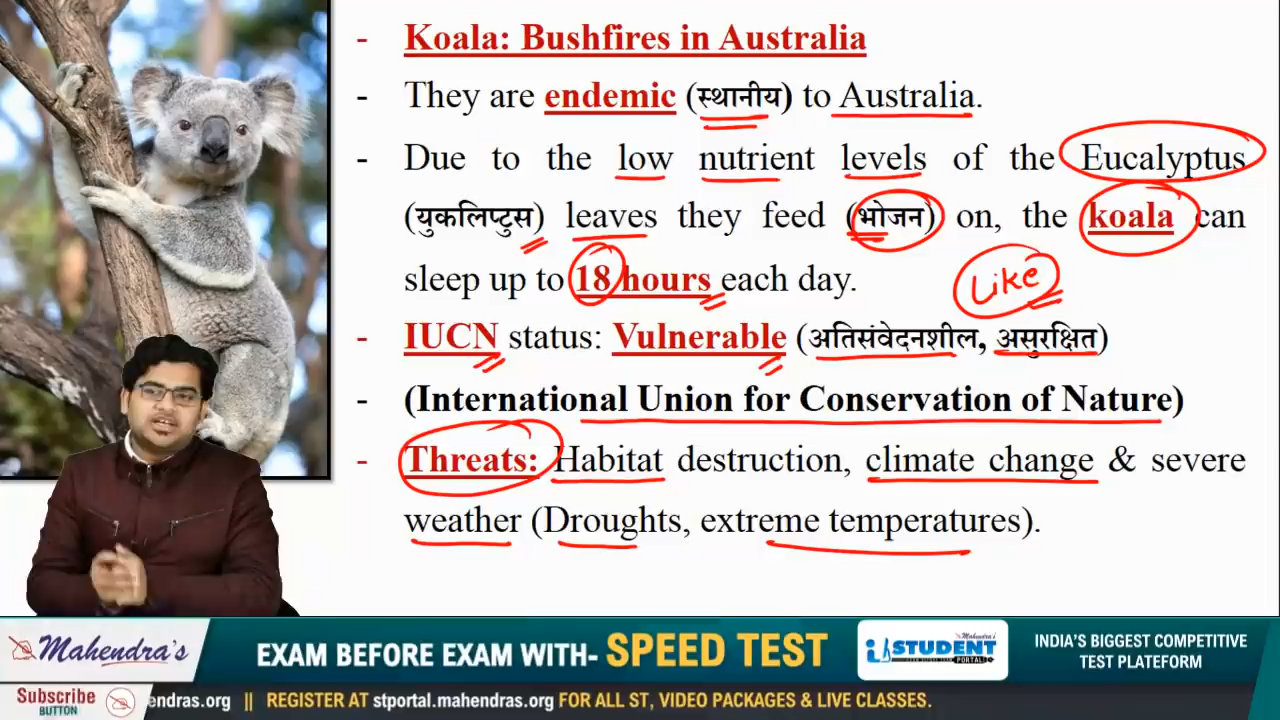 - Koala: Bushfires in Australia
- They are endemic (स्थानीय) to Australia.
- Due to the low nutrient levels of the Eucalyptus
(युकलिप्टुस) leaves they feed (भोजन) on, the koala can
sleep up to 18 hours each day.
Like
- IUCN status: Vulnerable (अतिसंवेदनशील, असुरक्षित)
- (International Union for Conservation of Nature)
- Threats: Habitat destruction, climate change & severe
weather (Droughts, extreme temperatures).
Mahendra's
EXAM BEFORE EXAM WITH- SPEED TEST
Mahendra's
STUDENT
PORTAL
INDIA'S BIGGEST COMPETITIVE
TEST PLATEFORM
Subscribe
BUTTON
endras.org || REGISTER AT stportal.mahendras.org FOR ALL ST, VIDEO PACKAGES & LIVE CLASSES.